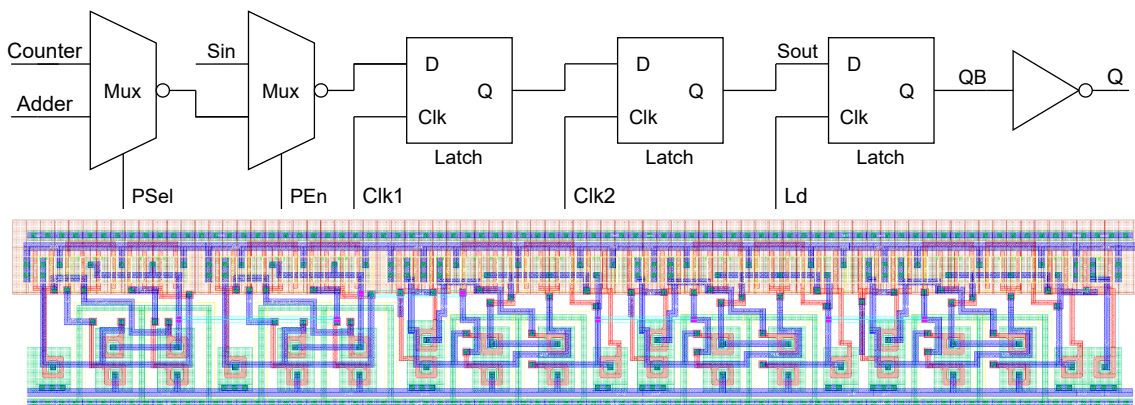 Counter
Adder
Mux
PSel
Sin
Mux
PEn
D
Q
Clk
Latch
Clk1
D
Q
Clk
Latch
Clk2
Sout
D
Q
Clk
Latch
Ld
QB
Q